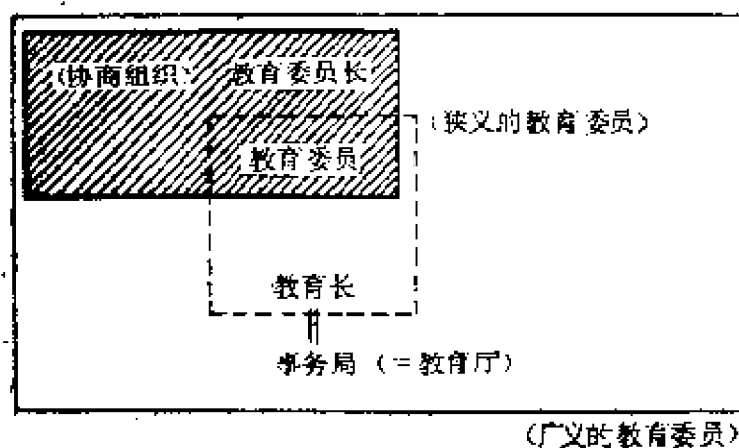 (协商组织) 教育委员长
(狭义的教育委员)
教育委员
教育长
事务局 (=教育厅)
(广义的教育委员)